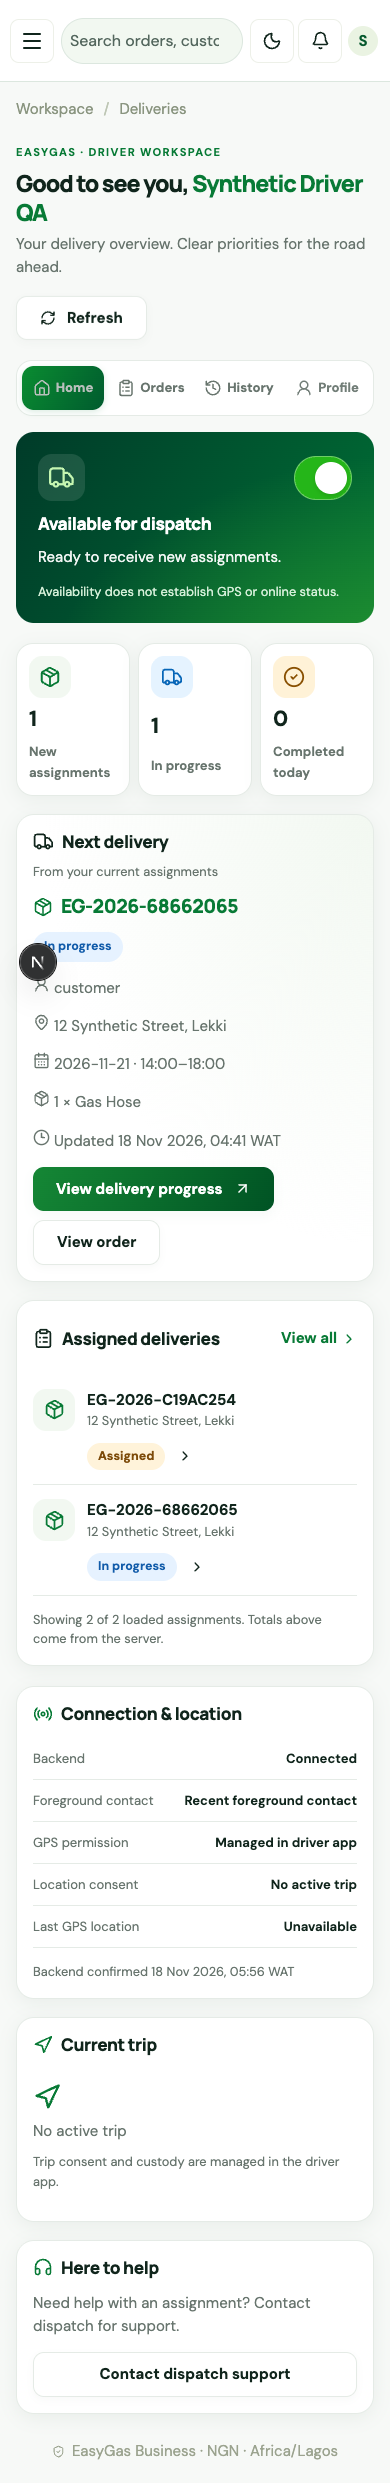 Search orders, custo
S
Workspace / Deliveries
EASYGAS · DRIVER WORKSPACE
Good to see you, Synthetic Driver
QA
Your delivery overview. Clear priorities for the road
ahead.
Refresh
Home
Orders
History
Profile
Available for dispatch
Ready to receive new assignments.
Availability does not establish GPS or online status.
1
New
assignments
1
In progress
0
Completed
today
Next delivery
From your current assignments
EG-2026-68662065
In progress
N
customer
12 Synthetic Street, Lekki
2026-11-21 · 14:00–18:00
1 × Gas Hose
Updated 18 Nov 2026, 04:41 WAT
View delivery progress
View order
Assigned deliveries
View all
EG-2026-C19AC254
12 Synthetic Street, Lekki
Assigned
EG-2026-68662065
12 Synthetic Street, Lekki
In progress
Showing 2 of 2 loaded assignments. Totals above
come from the server.
Connection & location
Backend Connected
Foreground contact Recent foreground contact
GPS permission Managed in driver app
Location consent No active trip
Last GPS location Unavailable
Backend confirmed 18 Nov 2026, 05:56 WAT
Current trip
No active trip
Trip consent and custody are managed in the driver
app.
Here to help
Need help with an assignment? Contact
dispatch for support.
Contact dispatch support
EasyGas Business · NGN · Africa/Lagos